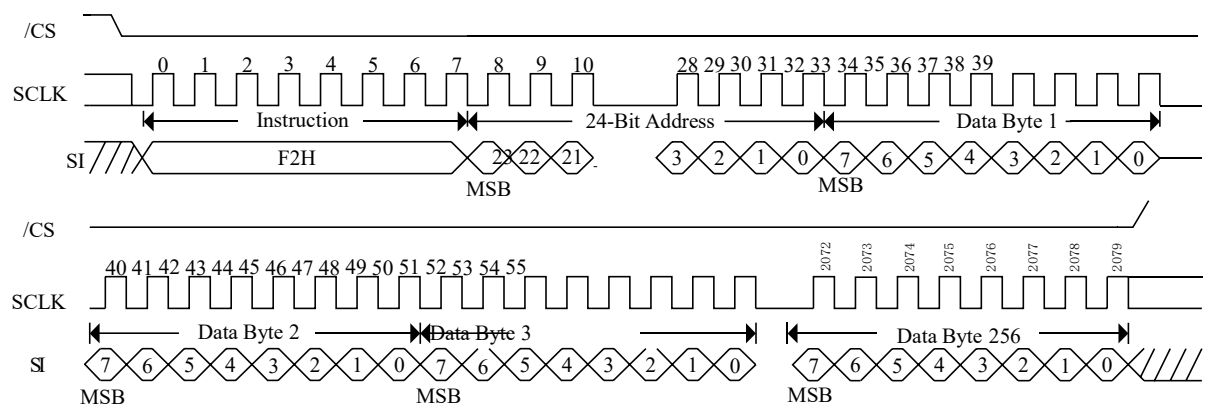 /CS
0 1 2 3 4 5 6 7 8 9 10 28 29 30 31 32 33 34 35 36 37 38 39
SCLK
Instruction 24-Bit Address Data Byte 1
SI F2H 23 22 21 3 2 1 0 7 6 5 4 3 2 1 0
MSB MSB
/CS
40 41 42 43 44 45 46 47 48 49 50 51 52 53 54 55 2072 2073 2074 2075 2076 2077 2078 2079
SCLK
Data Byte 2 Data Byte 3 Data Byte 256
SI 7 6 5 4 3 2 1 0 7 6 5 4 3 2 1 0 7 6 5 4 3 2 1 0
MSB MSB MSB